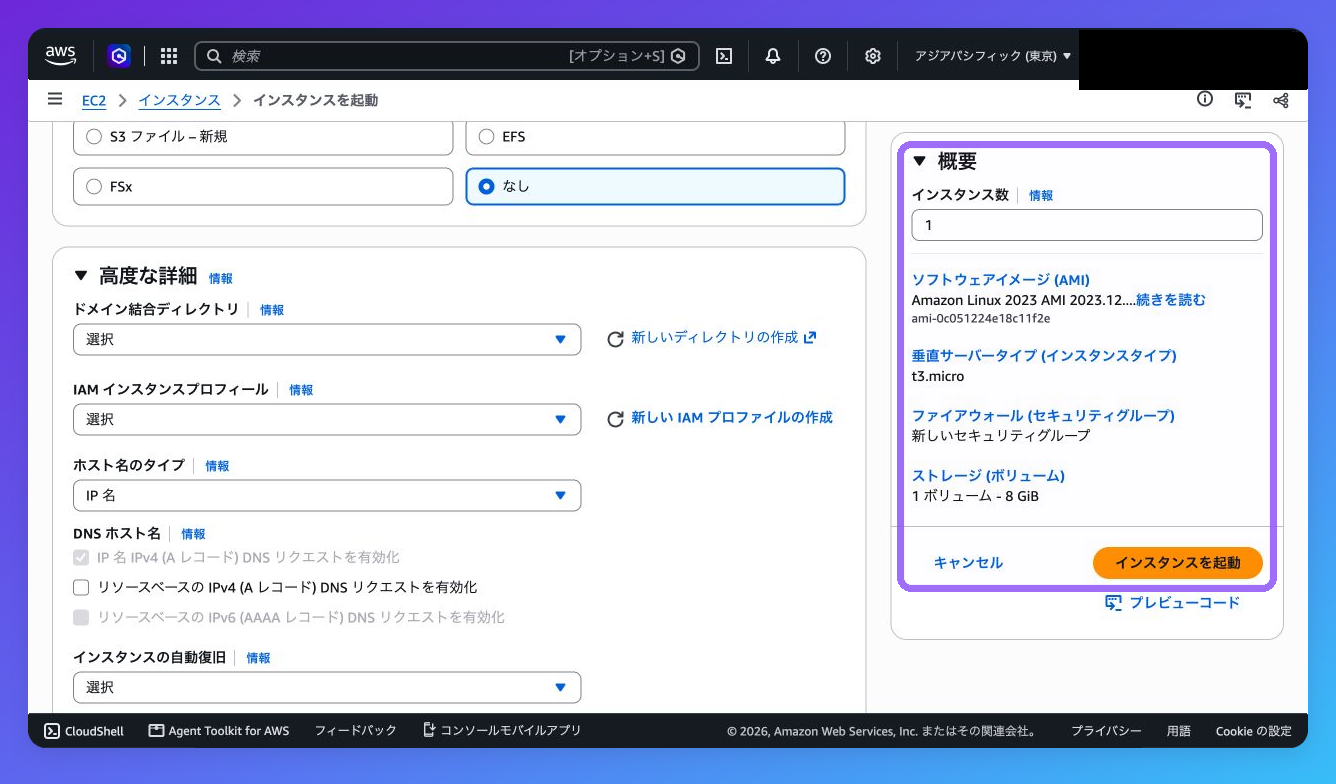 aws
検索
[オプション+S]
アジアパシフィック (東京)
EC2
インスタンス
インスタンスを起動
S3 ファイル – 新規
EFS
FSx
なし
高度な詳細 情報
ドメイン結合ディレクトリ 情報
選択
新しいディレクトリの作成
IAM インスタンスプロフィール 情報
選択
新しい IAM プロファイルの作成
ホスト名のタイプ 情報
IP 名
DNS ホスト名 情報
IP 名 IPv4 (A レコード) DNS リクエストを有効化
リソースベースの IPv4 (A レコード) DNS リクエストを有効化
リソースベースの IPv6 (AAAA レコード) DNS リクエストを有効化
インスタンスの自動復旧 情報
選択
概要
インスタンス数 情報
1
ソフトウェアイメージ (AMI)
Amazon Linux 2023 AMI 2023.12....続きを読む
ami-0c051224e18c11f2e
垂直サーバータイプ (インスタンスタイプ)
t3.micro
ファイアウォール (セキュリティグループ)
新しいセキュリティグループ
ストレージ (ボリューム)
1 ボリューム - 8 GiB
キャンセル
インスタンスを起動
プレビューコード
CloudShell
Agent Toolkit for AWS
フィードバック
コンソールモバイルアプリ
© 2026, Amazon Web Services, Inc. またはその関連会社。
プライバシー
用語
Cookie の設定